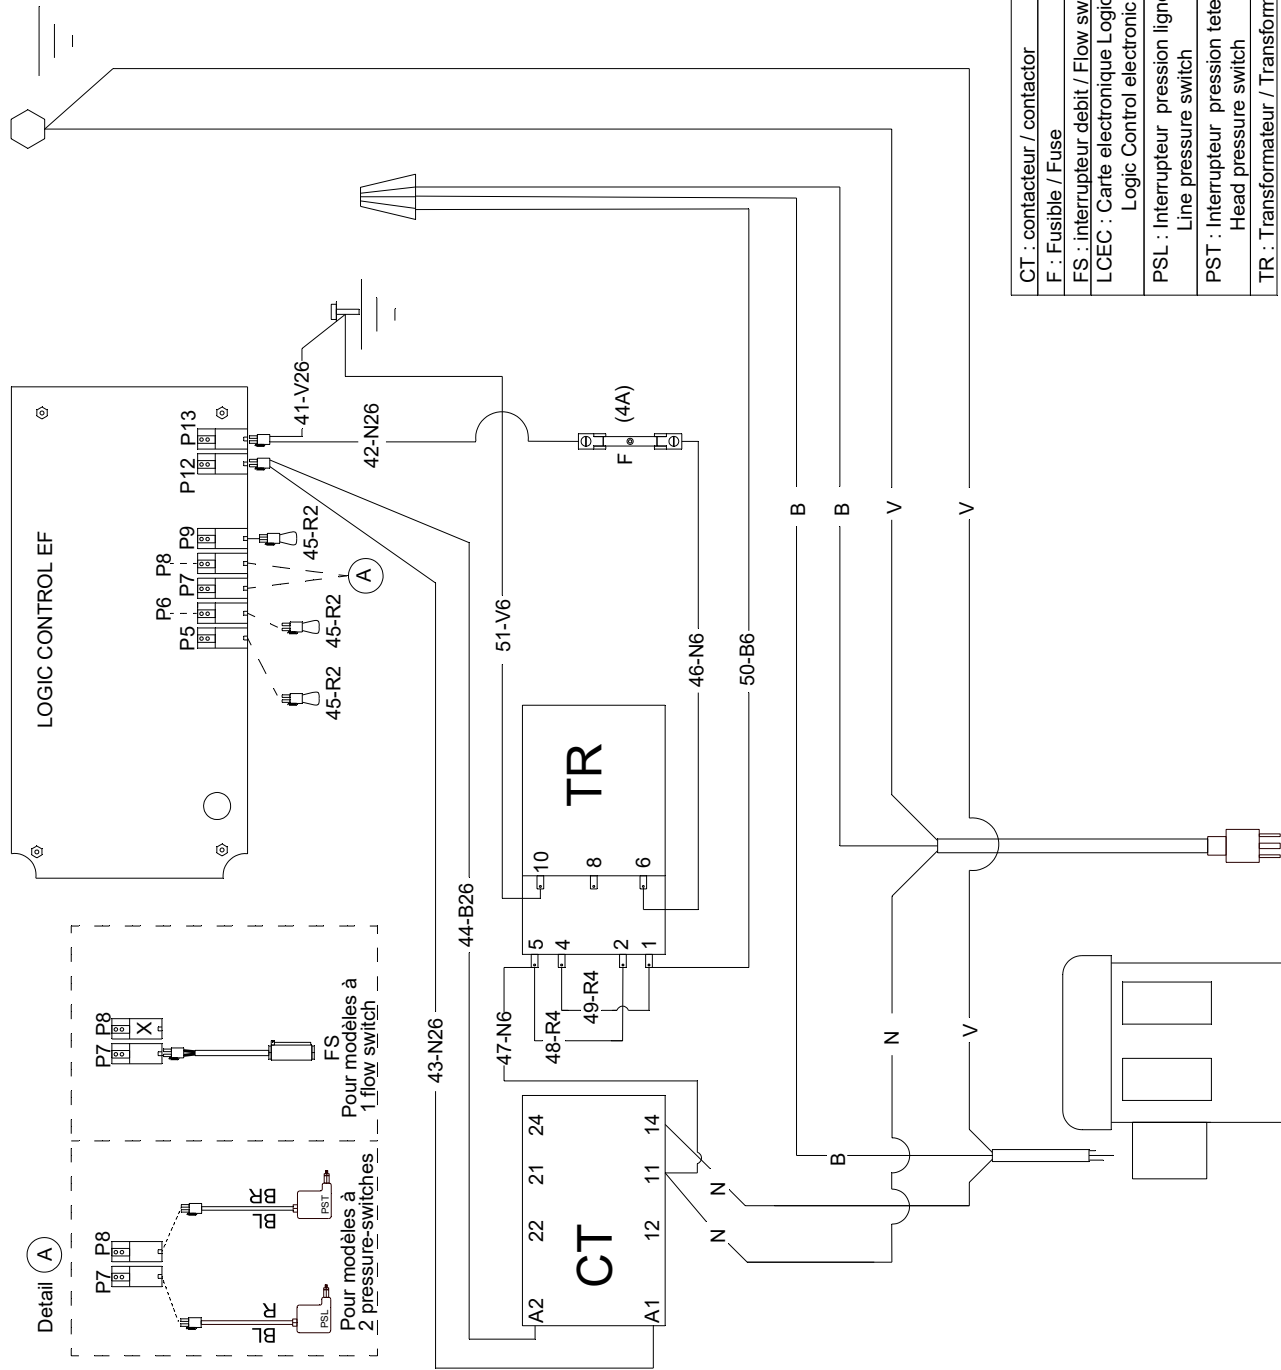 Detail A
P7
P8
BL
R
BL
BR
PSL
PST
Pour modèles à
2 pressure-switches
P7
P8
X
FS
Pour modèles à
1 flow switch
LOGIC CONTROL EF
P5
P6
P7
P8
P9
P12
P13
45-R2
45-R2
45-R2
A
41-V26
42-N26
43-N26
44-B26
51-V6
F
(4A)
46-N6
50-B6
47-N6
48-R4
49-R4
TR
5
4
2
1
10
8
6
CT
A2
22
21
24
A1
12
11
14
N
N
B
B
B
N
V
V
V
CT : contacteur / contactor
F : Fusible / Fuse
FS : interrupteur debit / Flow
LCEC : Carte electronique
Logic Control electronic
PSL : Interrupteur pression
Line pressure switch
PST : Interrupteur pression
Head pressure switch
TR : Transformateur /